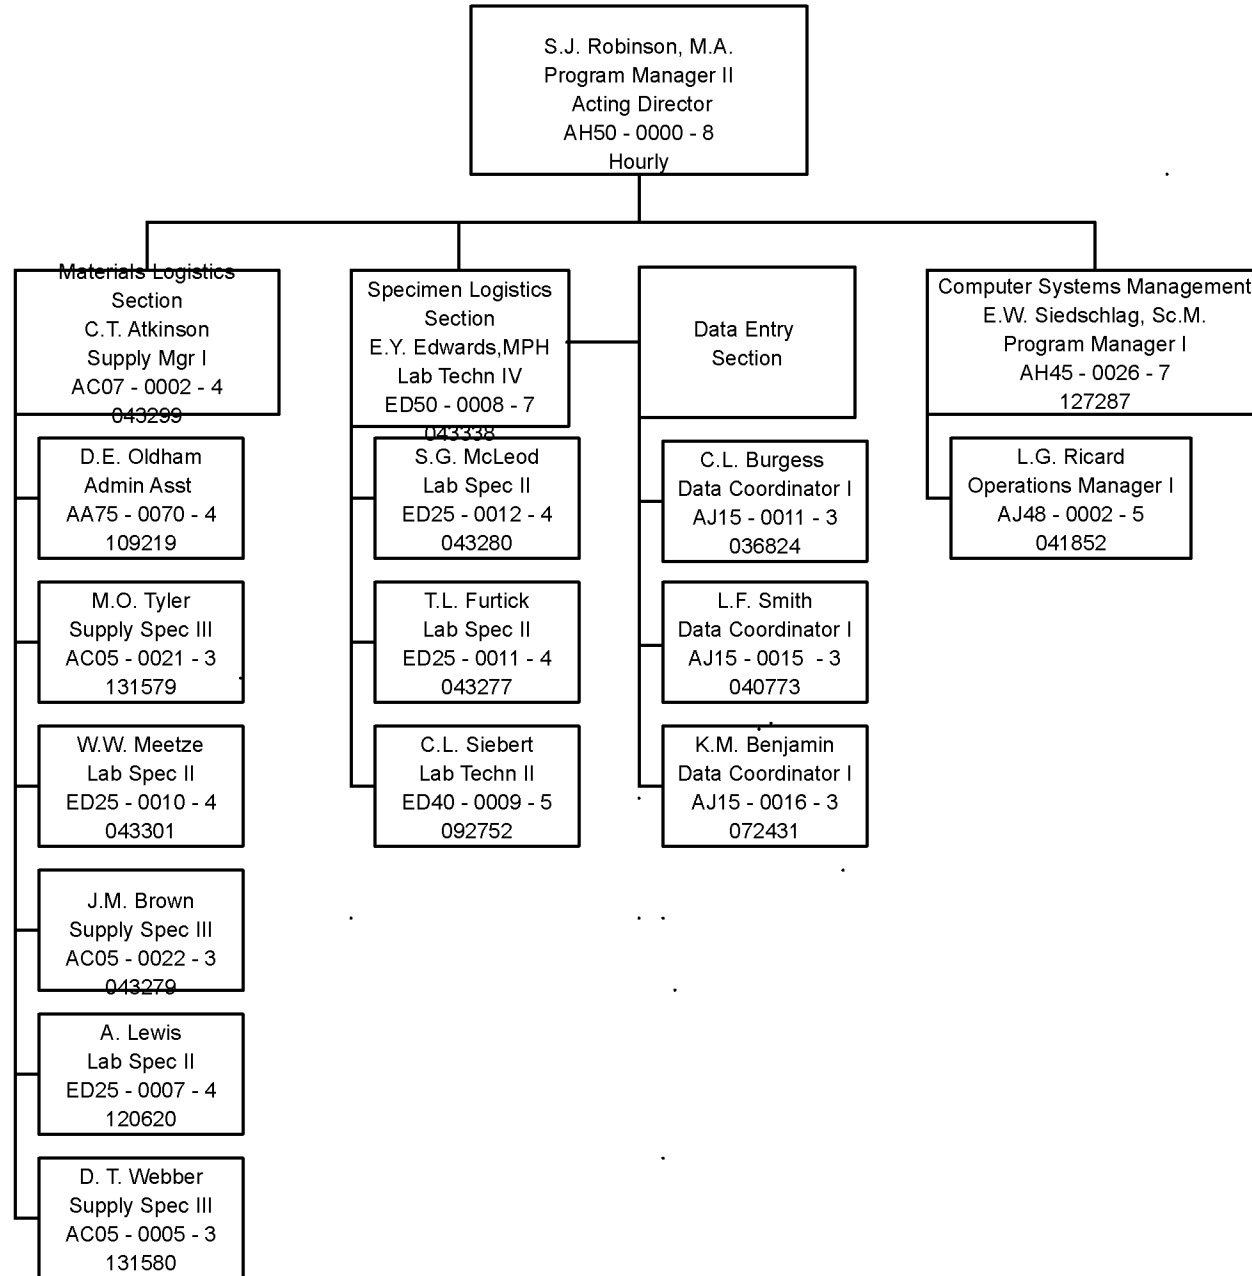 S.J. Robinson, M.A.
Program Manager II
Acting Director
AH50 - 0000 - 8
Hourly
Materials Logistics
Section
C.T. Atkinson
Supply Mgr I
AC07 - 0002 - 4
043299
D.E. Oldham
Admin Asst
AA75 - 0070 - 4
109219
M.O. Tyler
Supply Spec III
AC05 - 0021 - 3
131579
W.W. Meetze
Lab Spec II
ED25 - 0010 - 4
043301
J.M. Brown
Supply Spec III
AC05 - 0022 - 3
043279
A. Lewis
Lab Spec II
ED25 - 0007 - 4
120620
D. T. Webber
Supply Spec III
AC05 - 0005 - 3
131580
Specimen Logistics
Section
E.Y. Edwards,MPH
Lab Techn IV
ED50 - 0008 - 7
043338
S.G. McLeod
Lab Spec II
ED25 - 0012 - 4
043280
T.L. Furtick
Lab Spec II
ED25 - 0011 - 4
043277
C.L. Siebert
Lab Techn II
ED40 - 0009 - 5
092752
Data Entry
Section
C.L. Burgess
Data Coordinator I
AJ15 - 0011 - 3
036824
L.F. Smith
Data Coordinator I
AJ15 - 0015  - 3
040773
K.M. Benjamin
Data Coordinator I
AJ15 - 0016 - 3
072431
Computer Systems Management
E.W. Siedschlag, Sc.M.
Program Manager I
AH45 - 0026 - 7
127287
L.G. Ricard
Operations Manager I
AJ48 - 0002 - 5
041852